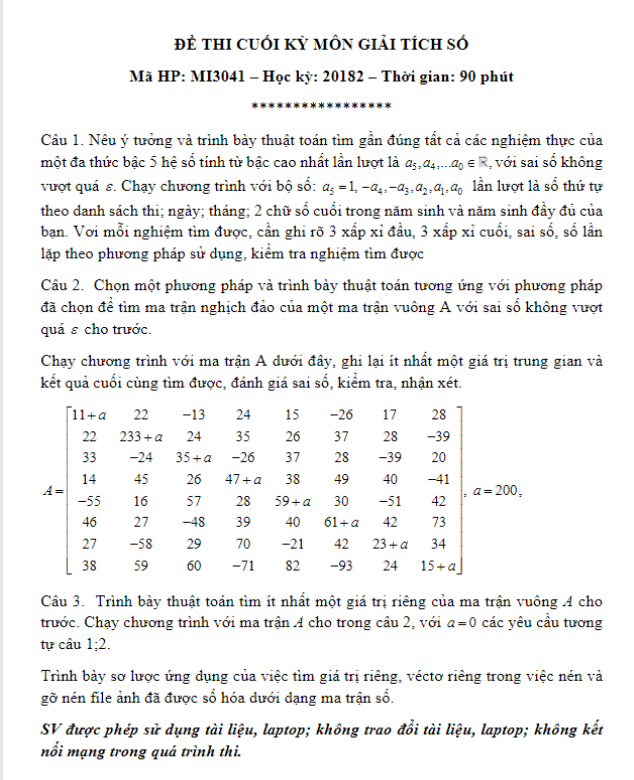 ĐỀ THI CUỐI KỲ MÔN GIẢI TÍCH SỐ
Mã HP: MI3041 – Học kỳ: 20182 – Thời gian: 90 phút
*****************
Câu 1. Nêu ý tưởng và trình bày thuật toán tìm gần đúng tất cả các nghiệm thực của
một đa thức bậc 5 hệ số tính từ bậc cao nhất lần lượt là a₅,a₄,...a₀ ∈ ℝ, với sai số không
vượt quá ε. Chạy chương trình với bộ số: a₅ = 1, −a₄,−a₃,a₂,a₁,a₀ lần lượt là số thứ tự
theo danh sách thi; ngày; tháng; 2 chữ số cuối trong năm sinh và năm sinh đầy đủ của
bạn. Vơi mỗi nghiệm tìm được, cần ghi rõ 3 xấp xỉ đầu, 3 xấp xỉ cuối, sai số, số lần
lặp theo phương pháp sử dụng, kiểm tra nghiệm tìm được
Câu 2. Chọn một phương pháp và trình bày thuật toán tương ứng với phương pháp
đã chọn để tìm ma trận nghịch đảo của một ma trận vuông A với sai số không vượt
quá ε cho trước.
Chạy chương trình với ma trận A dưới đây, ghi lại ít nhất một giá trị trung gian và
kết quả cuối cùng tìm được, đánh giá sai số, kiểm tra, nhận xét.
11+a 22 −13 24 15 −26 17 28
22 233+a 24 35 26 37 28 −39
33 −24 35+a −26 37 28 −39 20
14 45 26 47+a 38 49 40 −41
A= −55 16 57 28 59+a 30 −51 42 , a = 200,
46 27 −48 39 40 61+a 42 73
27 −58 29 70 −21 42 23+a 34
38 59 60 −71 82 −93 24 15+a
Câu 3. Trình bày thuật toán tìm ít nhất một giá trị riêng của ma trận vuông A cho
trước. Chạy chương trình với ma trận A cho trong câu 2, với a=0 các yêu cầu tương
tự câu 1;2.
Trình bày sơ lược ứng dụng của việc tìm giá trị riêng, véctơ riêng trong việc nén và
gỡ nén file ảnh đã được số hóa dưới dạng ma trận số.
SV được phép sử dụng tài liệu, laptop; không trao đổi tài liệu, laptop; không kết
nối mạng trong quá trình thi.